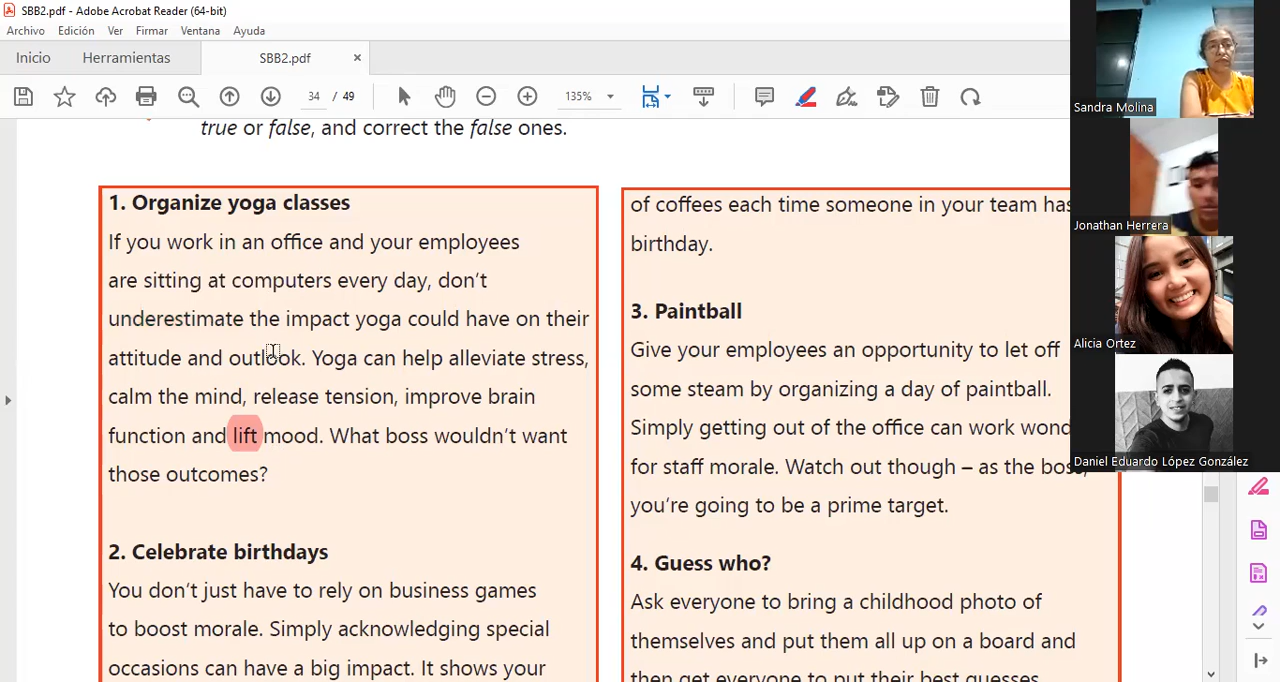 SBB2.pdf - Adobe Acrobat Reader (64-bit)
Archivo Edición Ver Firmar Ventana Ayuda
Inicio Herramientas SBB2.pdf ×
34 / 49 135%
true or false, and correct the false ones.
1. Organize yoga classes
If you work in an office and your employees
are sitting at computers every day, don't
underestimate the impact yoga could have on their
attitude and outlook. Yoga can help alleviate stress,
calm the mind, release tension, improve brain
function and lift mood. What boss wouldn't want
those outcomes?
2. Celebrate birthdays
You don't just have to rely on business games
to boost morale. Simply acknowledging special
occasions can have a big impact. It shows your
of coffees each time someone in your team has
birthday.
3. Paintball
Give your employees an opportunity to let off
some steam by organizing a day of paintball.
Simply getting out of the office can work wond
for staff morale. Watch out though – as the boss,
you're going to be a prime target.
4. Guess who?
Ask everyone to bring a childhood photo of
themselves and put them all up on a board and
then get everyone to put their best guesses
Sandra Molina
Jonathan Herrera
Alicia Ortez
Daniel Eduardo López González